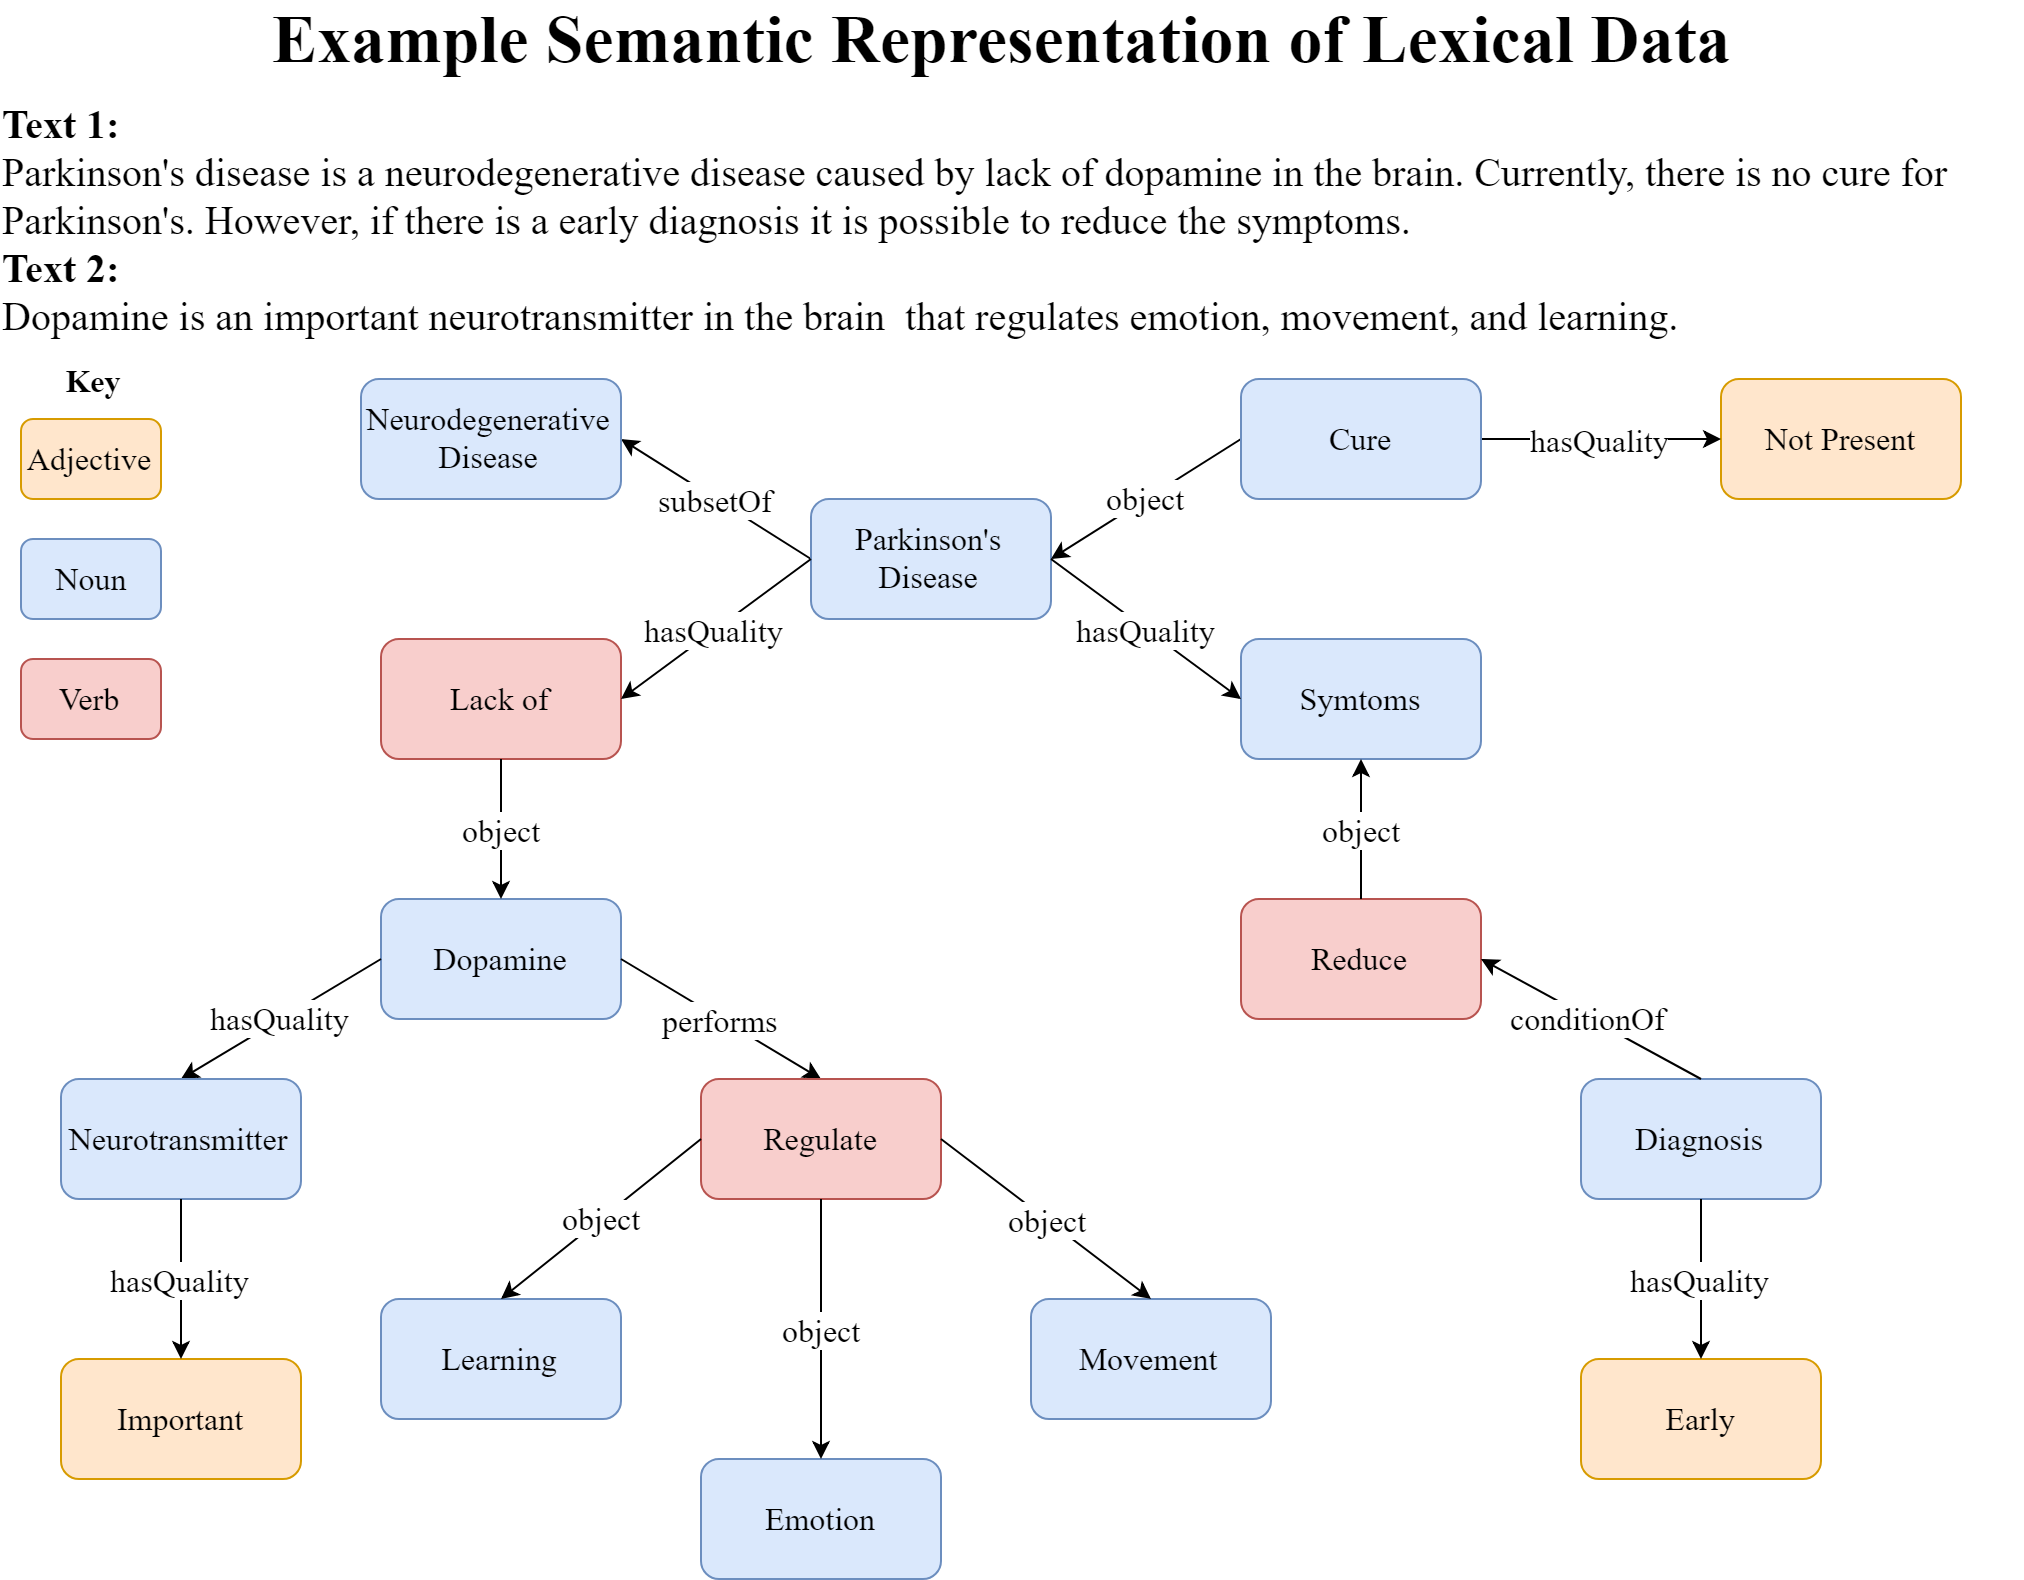 Example Semantic Representation of Lexical Data
Text 1:
Parkinson's disease is a neurodegenerative disease caused by lack of dopamine in the brain. Currently, there is no cure for
Parkinson's. However, if there is a early diagnosis it is possible to reduce the symptoms.
Text 2:
Dopamine is an important neurotransmitter in the brain  that regulates emotion, movement, and learning.
Key
Adjective
Noun
Verb
Neurodegenerative
Disease
Cure
hasQuality
Not Present
subsetOf
object
Parkinson's
Disease
hasQuality
hasQuality
Lack of
Symtoms
object
object
Dopamine
Reduce
hasQuality
performs
conditionOf
Neurotransmitter
Regulate
Diagnosis
object
object
hasQuality
object
hasQuality
Learning
Movement
Important
Early
Emotion